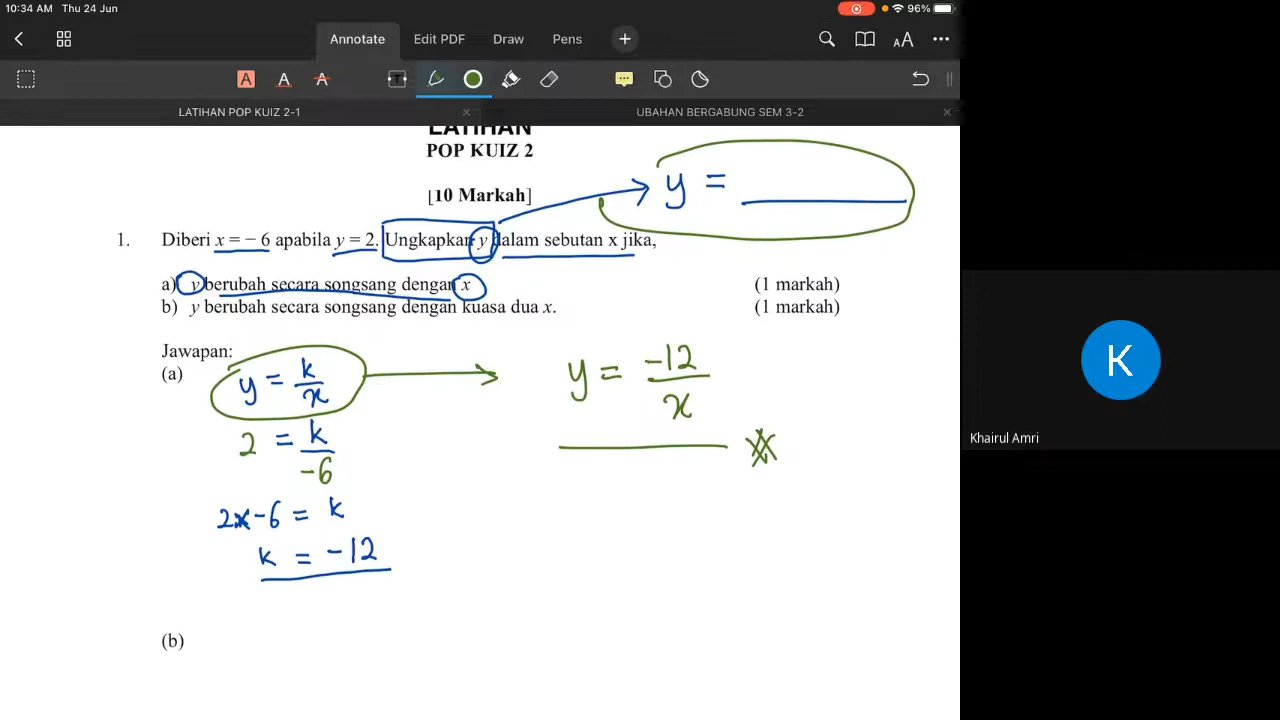 10:34 AM Thu 24 Jun
96%
Annotate Edit PDF Draw Pens
AA
A A A T
LATIHAN POP KUIZ 2-1
UBAHAN BERGABUNG SEM 3-2
LATIHAN
POP KUIZ 2
[10 Markah]
y = ______
1. Diberi x = − 6 apabila y = 2. Ungkapkan y dalam sebutan x jika,
a) y berubah secara songsang dengan x (1 markah)
b) y berubah secara songsang dengan kuasa dua x. (1 markah)
Jawapan:
(a)
y = k/x
y = -12/x
2 = k/-6
2x-6 = k
k = -12
(b)
K
Khairul Amri